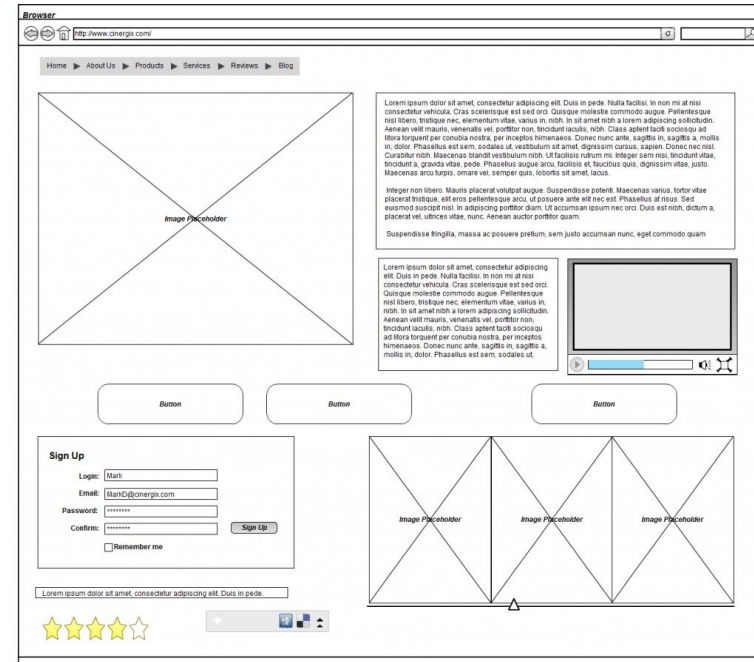 Browser
http://www.cinergix.com/
Home About Us Products Services Reviews Blog
Image Placeholder
Lorem ipsum dolor sit amet, consectetur adipiscing elit. Duis in pede. Nulla facilisi. In non mi at nisi
consectetur vehicula. Cras scelerisque est sed orci. Quisque molestie commodo augue. Pellentesque
nisl libero, tristique nec, elementum vitae, varius in, nibh. In sit amet nibh a lorem adipiscing sollicitudin.
Aenean velit mauris, venenatis vel, porttitor non, tincidunt iaculis, nibh. Class aptent taciti sociosqu ad
litora torquent per conubia nostra, per inceptos himenaeos. Donec nunc ante, sagittis in, sagittis a, mollis
in, dolor. Phasellus est sem, sodales ut, vestibulum sit amet, dignissim cursus, sapien. Donec nec nisl.
Curabitur nibh. Maecenas blandit vestibulum nibh. Ut facilisis rutrum mi. Integer sem nisi, tincidunt vitae,
tincidunt a, gravida vitae, pede. Phasellus augue arcu, facilisis et, faucibus quis, dignissim vitae, justo.
Maecenas arcu turpis, ornare vel, semper quis, lobortis sit amet, lacus.
Integer non libero. Mauris placerat volutpat augue. Suspendisse potenti. Maecenas varius, tortor vitae
placerat tristique, elit eros pellentesque arcu, ut posuere ante elit nec est. Phasellus at risus. Sed
euismod suscipit nisl. In adipiscing porttitor diam. Ut accumsan ipsum nec orci. Duis est nibh, dictum a,
placerat vel, ultrices vitae, nunc. Aenean auctor porttitor quam.
Suspendisse fringilla, massa ac posuere pretium, sem justo accumsan nunc, eget commodo quam
Lorem ipsum dolor sit amet, consectetur adipiscing
elit. Duis in pede. Nulla facilisi. In non mi at nisi
consectetur vehicula. Cras scelerisque est sed orci.
Quisque molestie commodo augue. Pellentesque
nisl libero, tristique nec, elementum vitae, varius in,
nibh. In sit amet nibh a lorem adipiscing sollicitudin.
Aenean velit mauris, venenatis vel, porttitor non,
tincidunt iaculis, nibh. Class aptent taciti sociosqu
ad litora torquent per conubia nostra, per inceptos
himenaeos. Donec nunc ante, sagittis in, sagittis a,
mollis in, dolor. Phasellus est sem, sodales ut,
Button Button Button
Sign Up
Login: Mark
Email: MarkD@cinergix.com
Password: ********
Confirm: ******** Sign Up
Remember me
Image Placeholder Image Placeholder Image Placeholder
Lorem ipsum dolor sit amet, consectetur adipiscing elit. Duis in pede.